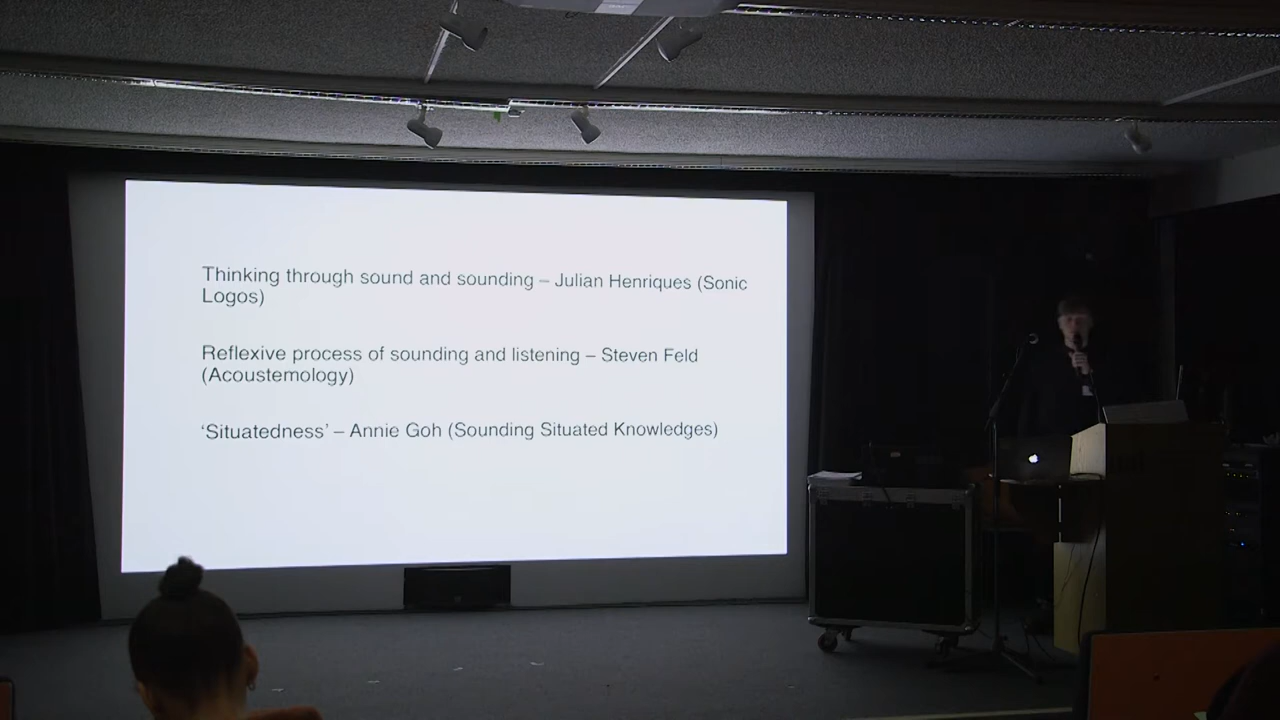 Thinking through sound and sounding – Julian Henriques (Sonic
Logos)
Reflexive process of sounding and listening – Steven Feld
(Acoustemology)
‘Situatedness’ – Annie Goh (Sounding Situated Knowledges)